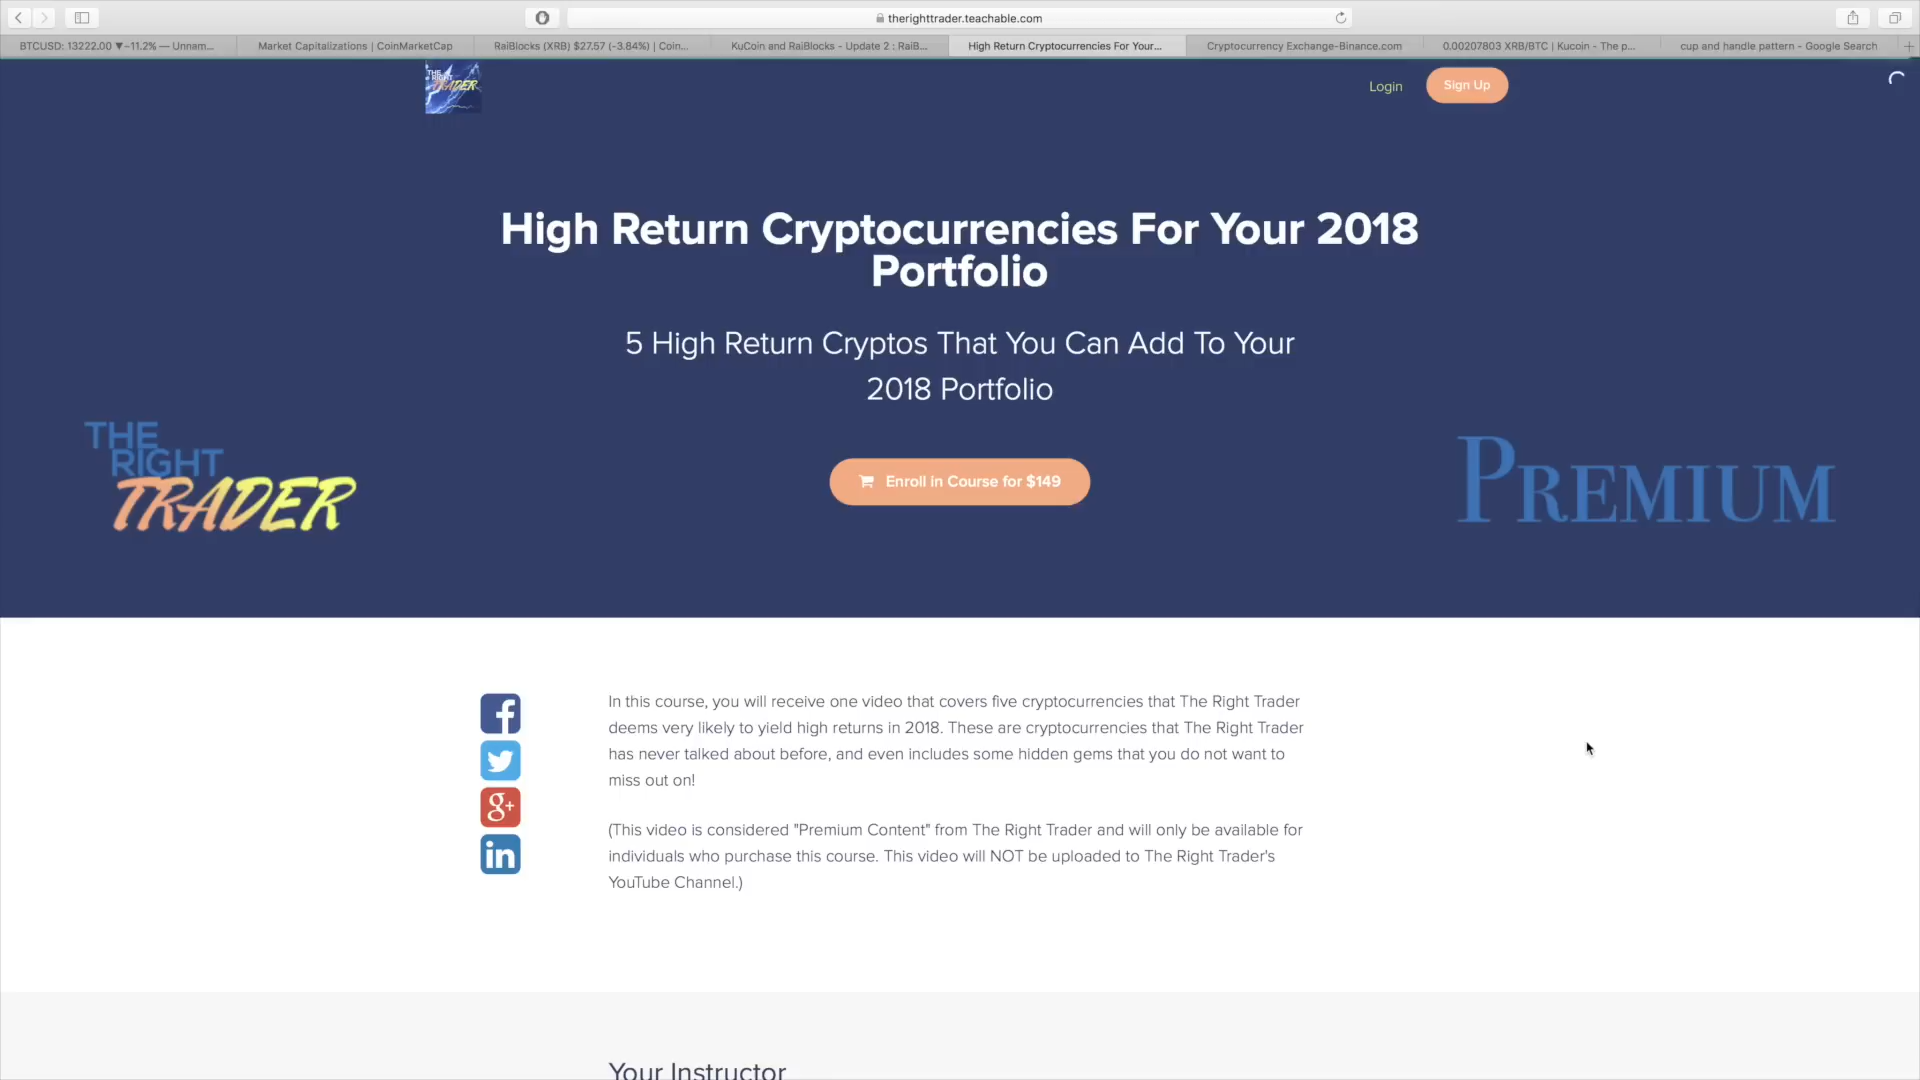 therighttrader.teachable.com
BTCUSD: 13222.00 ▼−11.2% — Unnam...
Market Capitalizations | CoinMarketCap
RaiBlocks (XRB) $27.57 (-3.84%) | Coin...
KuCoin and RaiBlocks - Update 2 : RaiB...
High Return Cryptocurrencies For Your...
Cryptocurrency Exchange-Binance.com
0.00207803 XRB/BTC | Kucoin - The p...
cup and handle pattern - Google Search
THE
RIGHT
TRADER
Login
Sign Up
High Return Cryptocurrencies For Your 2018
Portfolio
5 High Return Cryptos That You Can Add To Your
2018 Portfolio
THE
RIGHT
TRADER
Enroll in Course for $149
PREMIUM
In this course, you will receive one video that covers five cryptocurrencies that The Right Trader
deems very likely to yield high returns in 2018. These are cryptocurrencies that The Right Trader
has never talked about before, and even includes some hidden gems that you do not want to
miss out on!
(This video is considered "Premium Content" from The Right Trader and will only be available for
individuals who purchase this course. This video will NOT be uploaded to The Right Trader's
YouTube Channel.)
Your Instructor